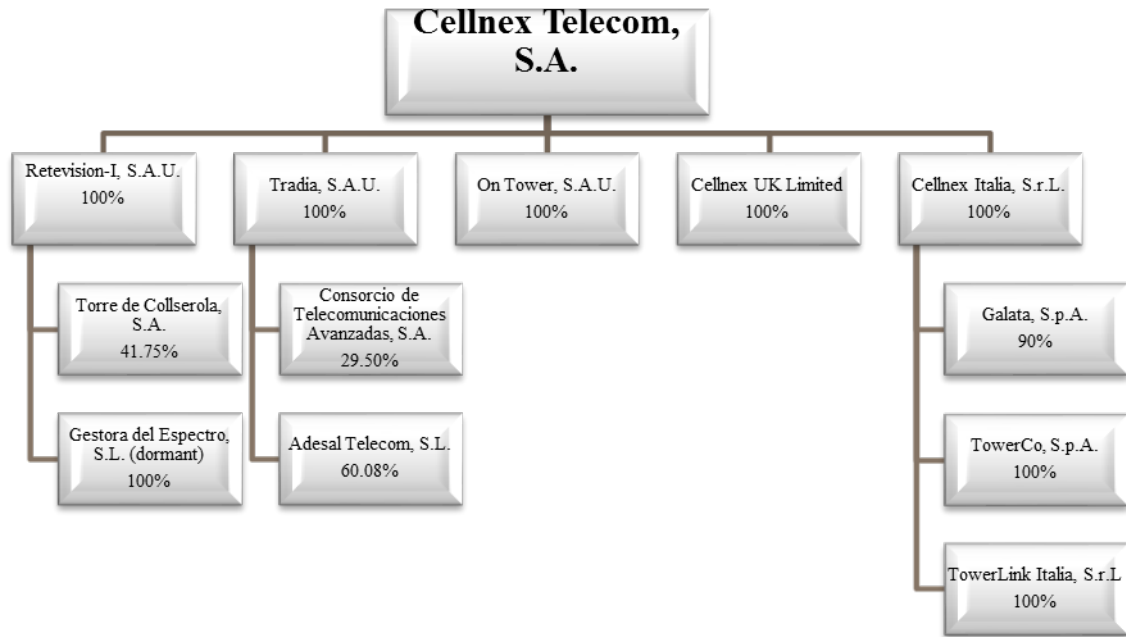 Cellnex Telecom,
S.A.
Retevision-I, S.A.U.
100%
Tradia, S.A.U.
100%
On Tower, S.A.U.
100%
Cellnex UK Limited
100%
Cellnex Italia, S.r.L.
100%
Torre de Collserola,
S.A.
41.75%
Gestora del Espectro,
S.L. (dormant)
100%
Consorcio de
Telecomunicaciones
Avanzadas, S.A.
29.50%
Adesal Telecom, S.L.
60.08%
Galata, S.p.A.
90%
TowerCo, S.p.A.
100%
TowerLink Italia, S.r.L
100%